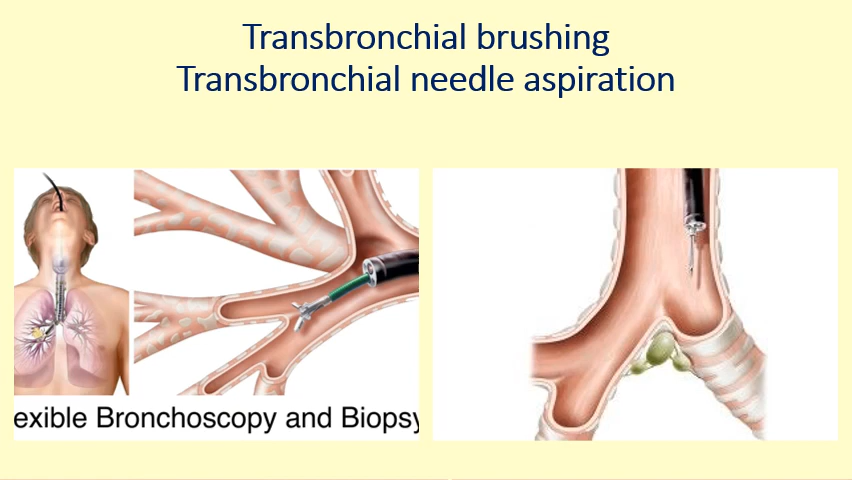 Transbronchial brushing
Transbronchial needle aspiration
exible Bronchoscopy and Biopsy